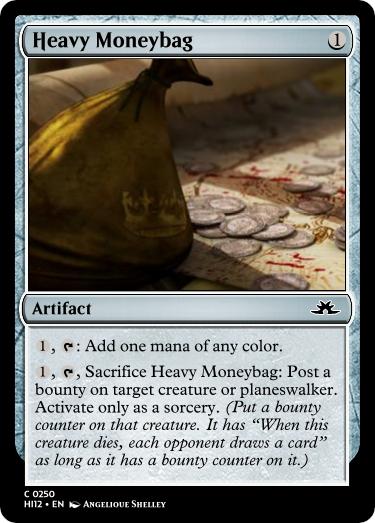 Heavy Moneybag 1
Artifact
1, : Add one mana of any color.
1, , Sacrifice Heavy Moneybag: Post a
bounty on target creature or planeswalker.
Activate only as a sorcery. (Put a bounty
counter on that creature. It has “When this
creature dies, each opponent draws a card”
as long as it has a bounty counter on it.)
C 0250
HI12 • EN Angelique Shelley